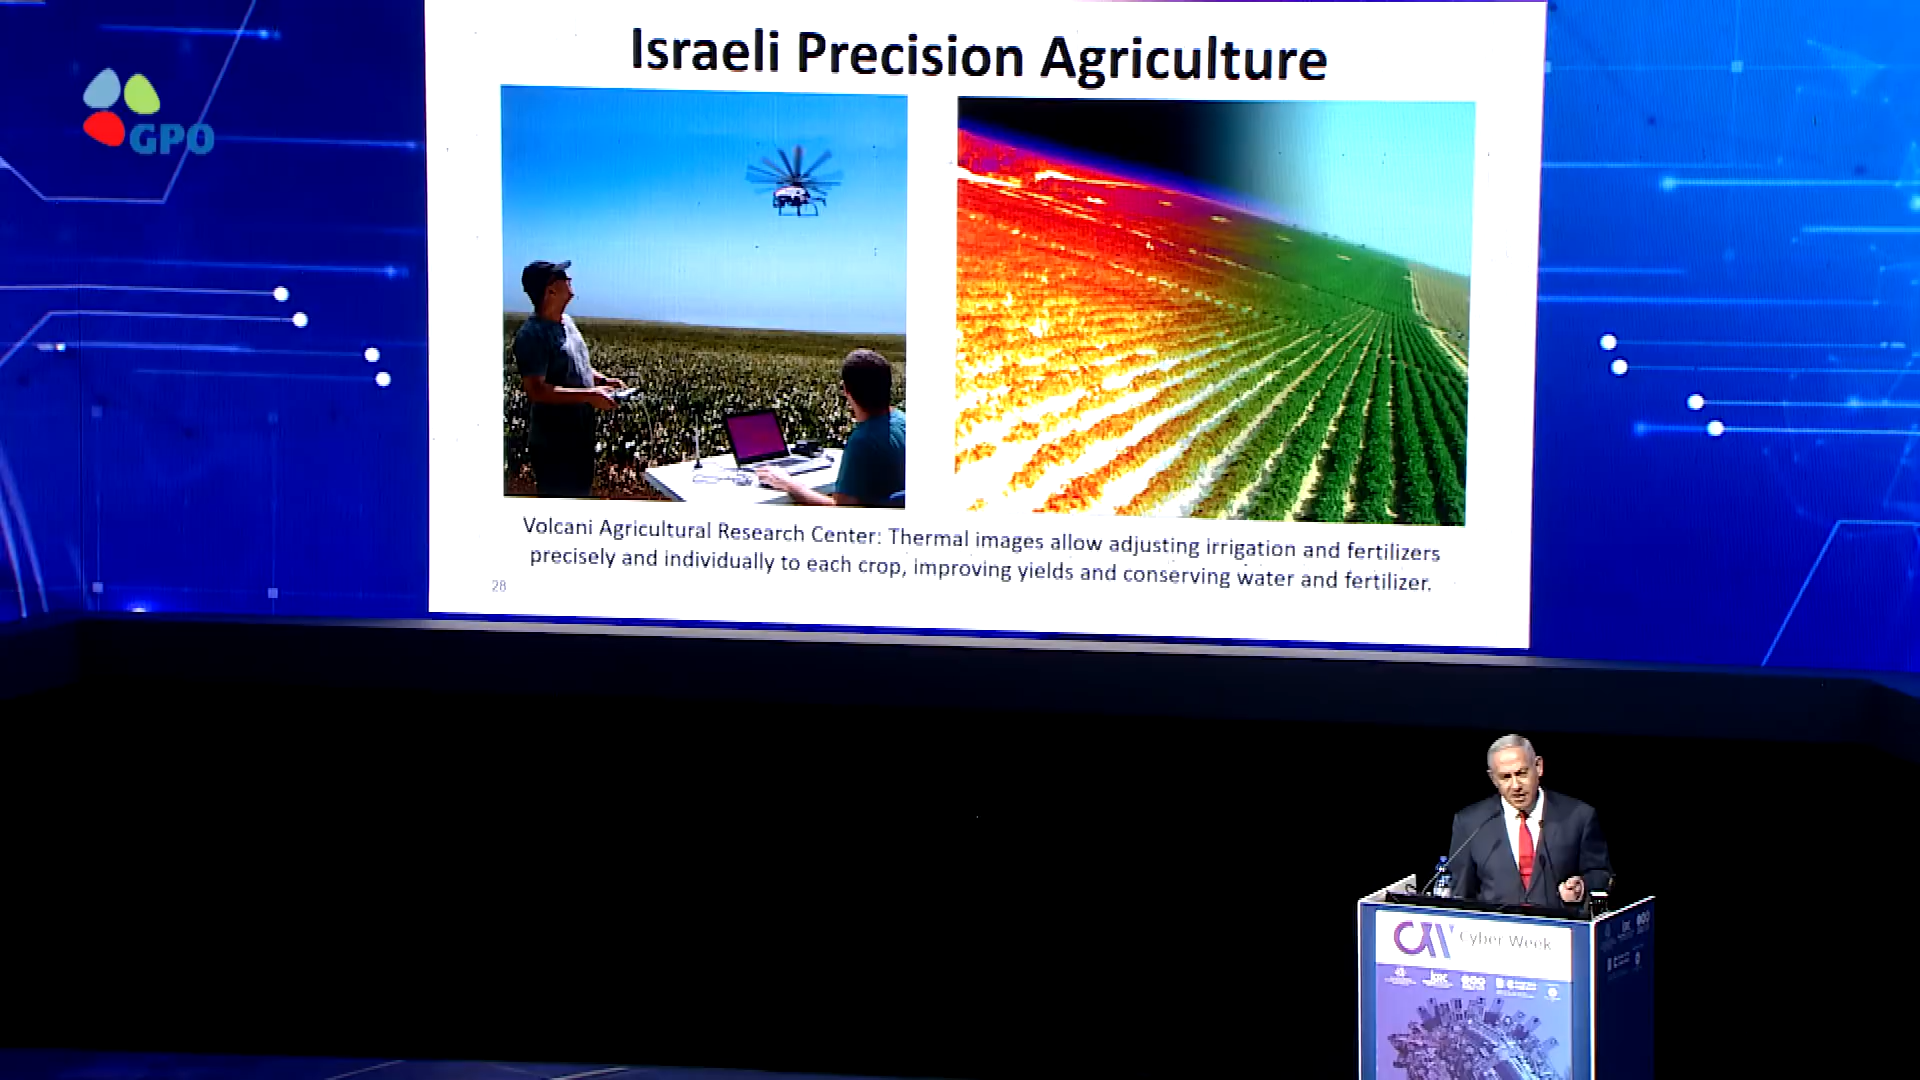 Israeli Precision Agriculture
GPO
Volcani Agricultural Research Center: Thermal images allow adjusting irrigation and fertilizers
precisely and individually to each crop, improving yields and conserving water and fertilizer.
28
CW Cyber Week